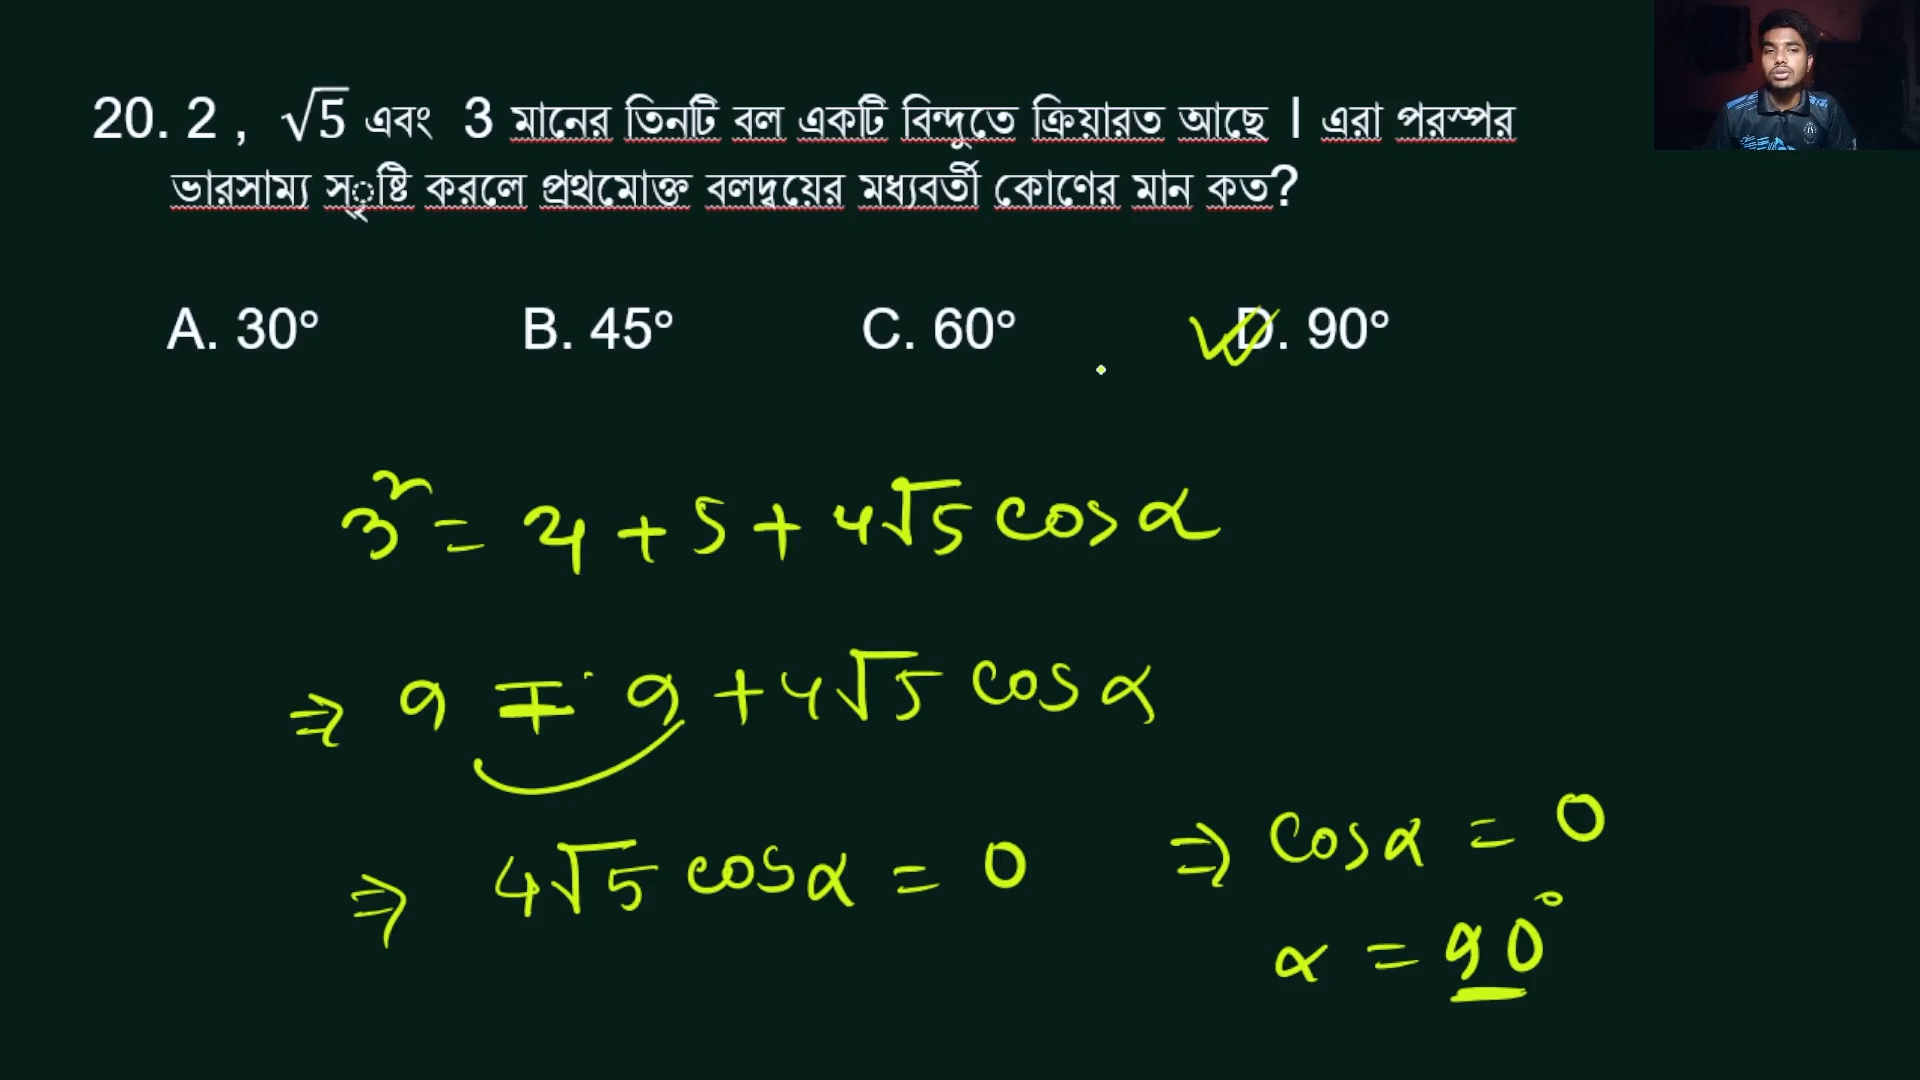 20. 2 , √5 এবং 3 মানের তিনটি বল একটি বিন্দুতে ক্রিয়ারত আছে | এরা পরস্পর
ভারসাম্য স্ৃষ্টি করলে প্রথমোক্ত বলদ্বয়ের মধ্যবর্তী কোণের মান কত?
A. 30° B. 45° C. 60° D. 90°
3² = 4 + 5 + 4√5 cos α
⇒ 9 = 9 + 4√5 cos α
⇒ 4√5 cos α = 0 ⇒ cos α = 0
α = 90°